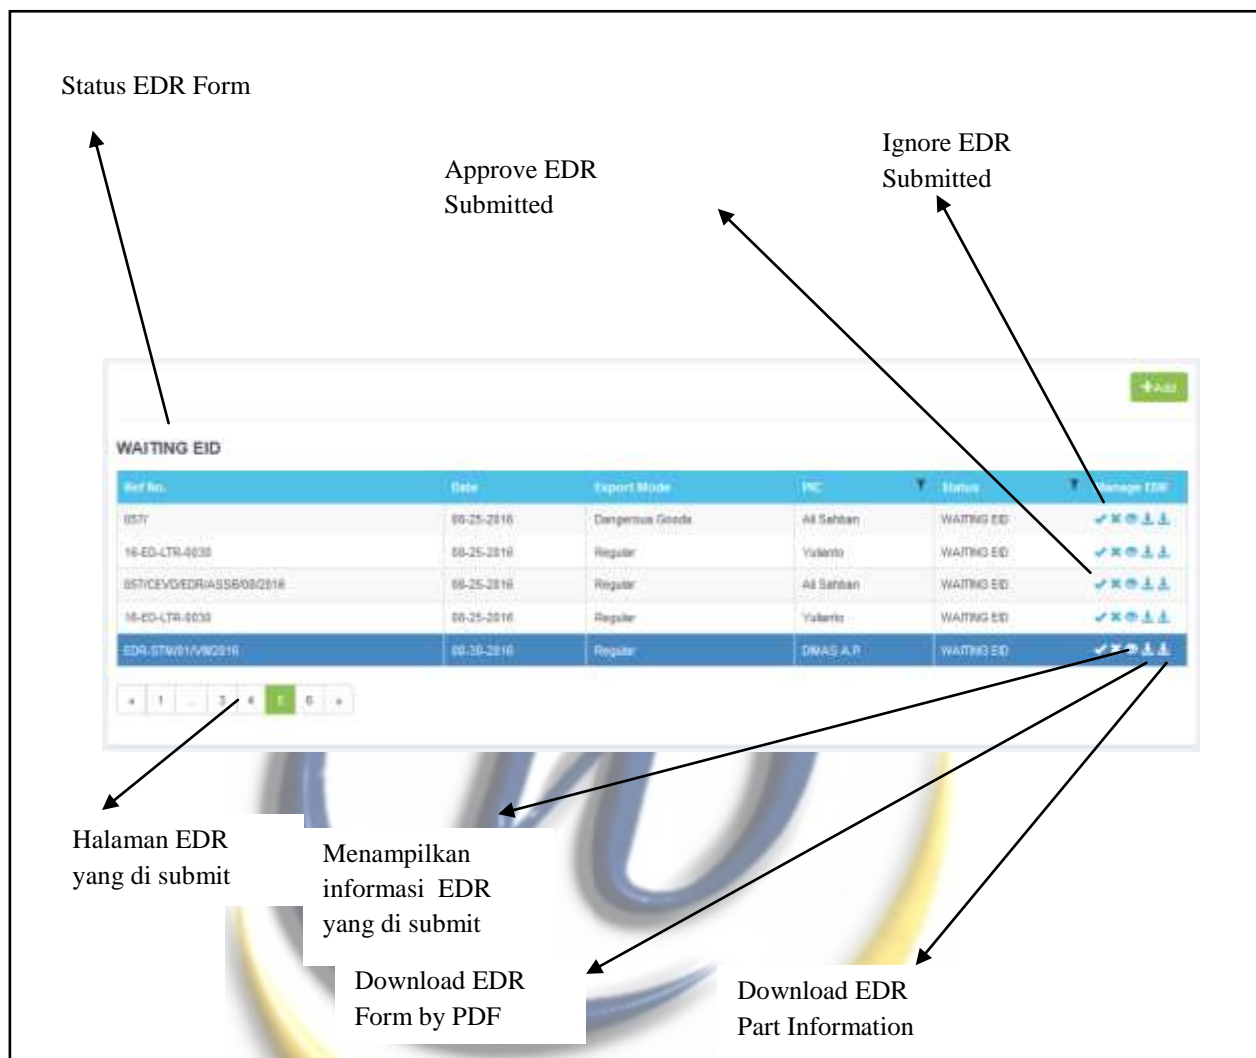 Status EDR Form
Approve EDR
Submitted
Ignore EDR
Submitted
+Add
WAITING EID
Ref No. Date Export Mode PIC Status Manage EDR
057/ 08-25-2016 Dangerous Goods Ali Sahban WAITING EID
16-ED-LTR-0030 08-25-2016 Regular Yulianto WAITING EID
057/CEVD/EDR/ASSB/08/2016 08-25-2016 Regular Ali Sahban WAITING EID
16-ED-LTR-0030 08-25-2016 Regular Yulianto WAITING EID
08-30-2016 Regular DIMAS A.P. WAITING EID
« 1 ... 3 4 5 6 »
Halaman EDR
yang di submit
Menampilkan
informasi EDR
yang di submit
Download EDR
Form by PDF
Download EDR
Part Information